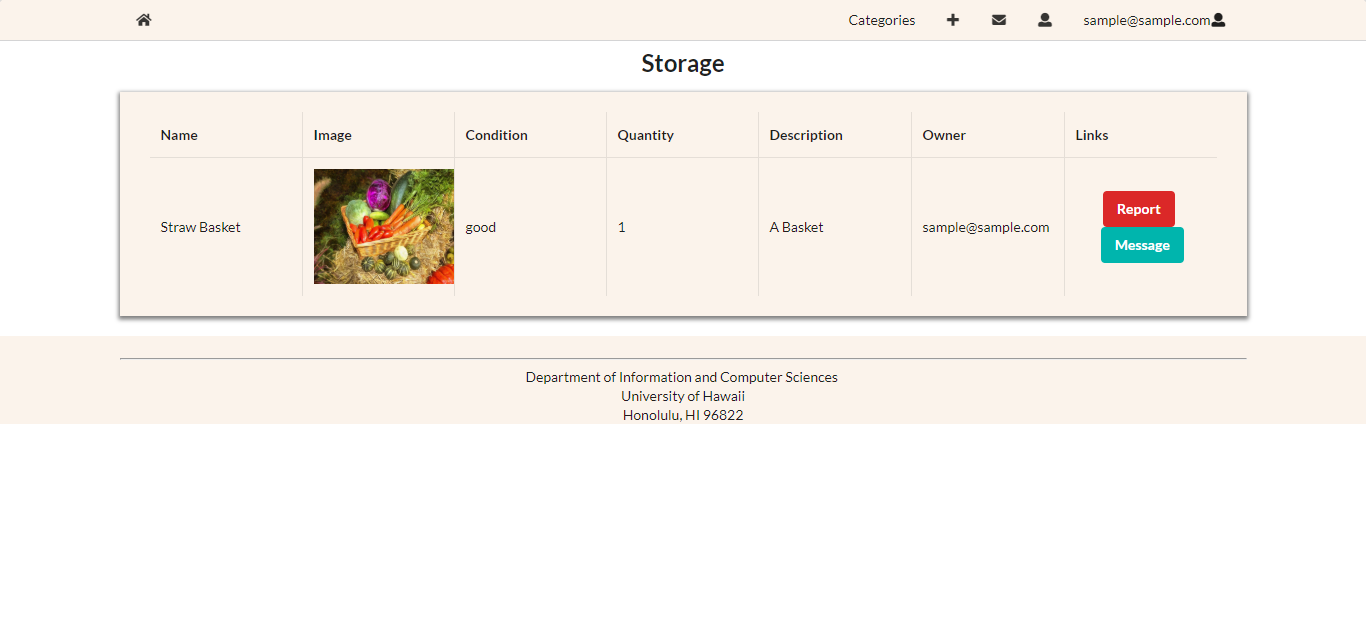 Categories sample@sample.com
Storage
Name Image Condition Quantity Description Owner Links
Straw Basket good 1 A Basket sample@sample.com Report
Message
Department of Information and Computer Sciences
University of Hawaii
Honolulu, HI 96822